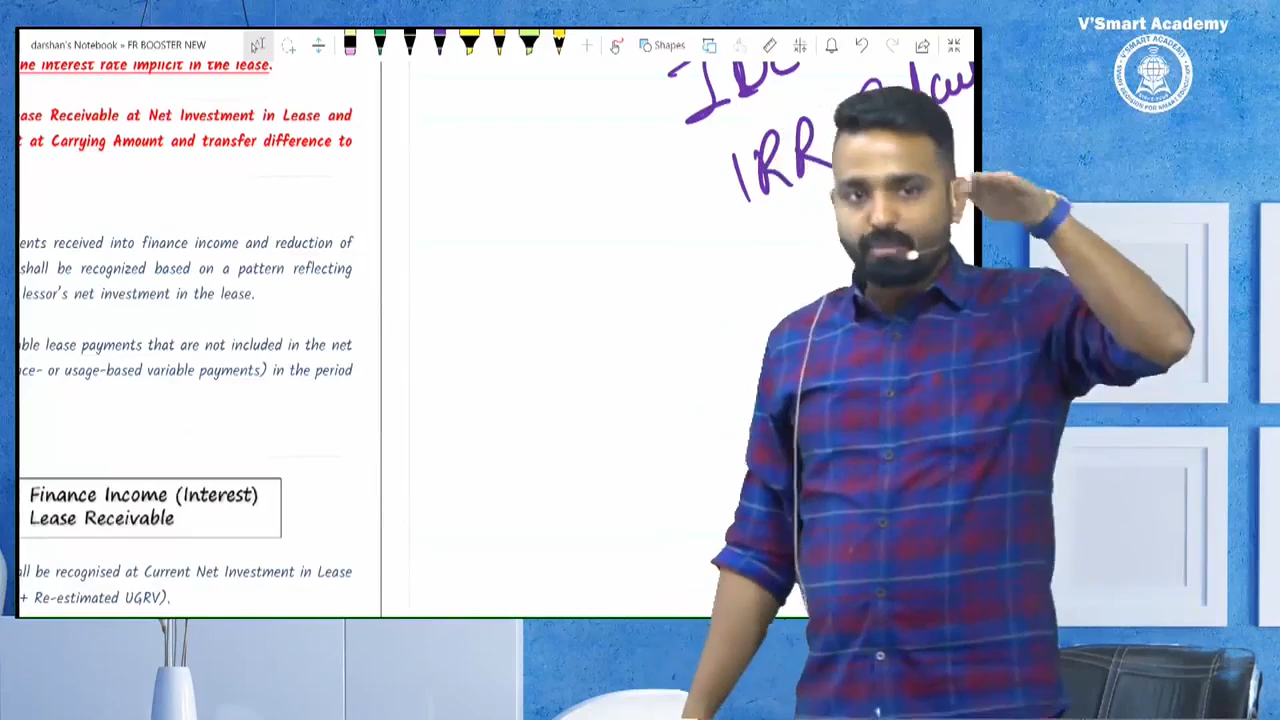 V'Smart Academy
darshan's Notebook » FR BOOSTER NEW
Shapes
interest rate implicit in the lease.
ase Receivable at Net Investment in Lease and
t at Carrying Amount and transfer difference to
IRR
ents received into finance income and reduction of
shall be recognized based on a pattern reflecting
lessor's net investment in the lease.
ble lease payments that are not included in the net
ce- or usage-based variable payments) in the period
Finance Income (Interest)
Lease Receivable
all be recognised at Current Net Investment in Lease
+ Re-estimated UGRV).